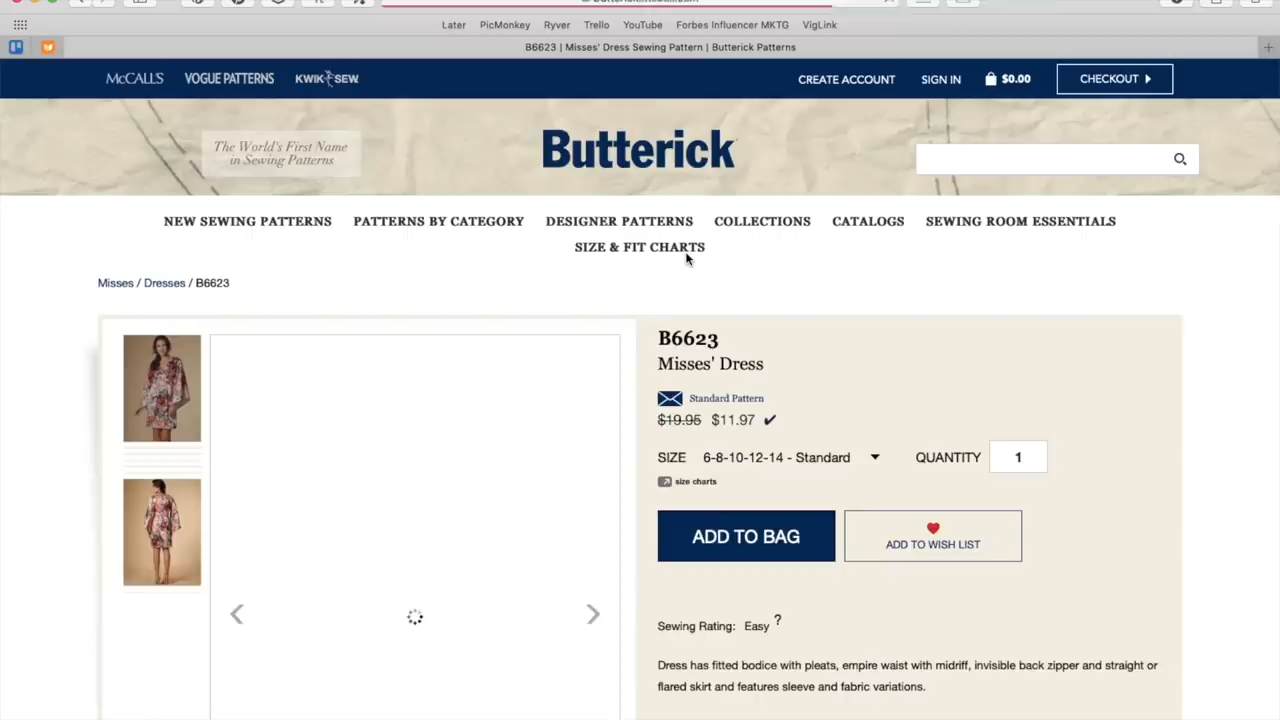 Later PicMonkey Ryver Trello YouTube Forbes Influencer MKTG VigLink
B6623 | Misses' Dress Sewing Pattern | Butterick Patterns
McCALL'S VOGUE PATTERNS KWIK SEW CREATE ACCOUNT SIGN IN $0.00 CHECKOUT
The World's First Name
in Sewing Patterns
Butterick
NEW SEWING PATTERNS PATTERNS BY CATEGORY DESIGNER PATTERNS COLLECTIONS CATALOGS SEWING ROOM ESSENTIALS
SIZE & FIT CHARTS
Misses / Dresses / B6623
B6623
Misses' Dress
Standard Pattern
$19.95 $11.97 ✔
SIZE 6-8-10-12-14 - Standard QUANTITY 1
size charts
ADD TO BAG
ADD TO WISH LIST
Sewing Rating: Easy ?
Dress has fitted bodice with pleats, empire waist with midriff, invisible back zipper and straight or
flared skirt and features sleeve and fabric variations.